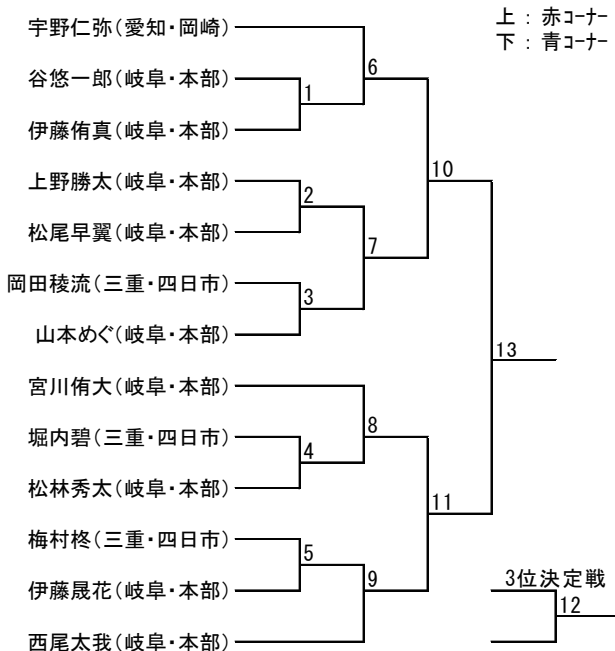 宇野仁弥(愛知・岡崎)
上 : 赤ｺｰﾅｰ
下 : 青ｺｰﾅｰ
6
谷悠一郎(岐阜・本部)
1
伊藤侑真(岐阜・本部)
10
上野勝太(岐阜・本部)
2
松尾早翼(岐阜・本部)
7
岡田稜流(三重・四日市)
3
山本めぐ(岐阜・本部)
13
宮川侑大(岐阜・本部)
8
堀内碧(三重・四日市)
4
松林秀太(岐阜・本部)
11
梅村柊(三重・四日市)
5
9
3位決定戦
伊藤晟花(岐阜・本部)
12
西尾太我(岐阜・本部)